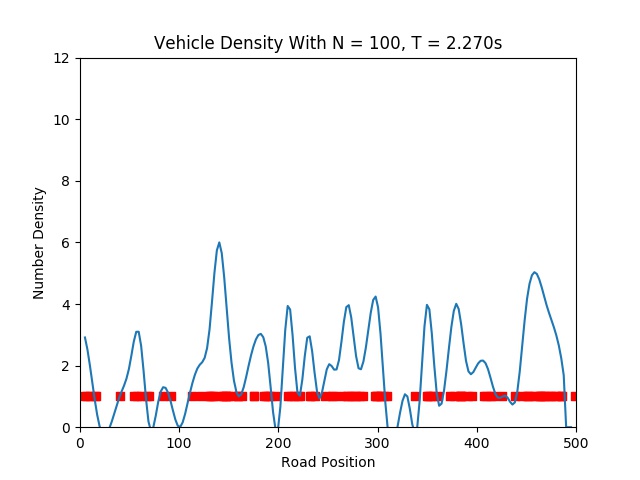 Vehicle Density With N = 100, T = 2.270s
12
10
8
6
4
2
0
Number Density
0 100 200 300 400 500
Road Position